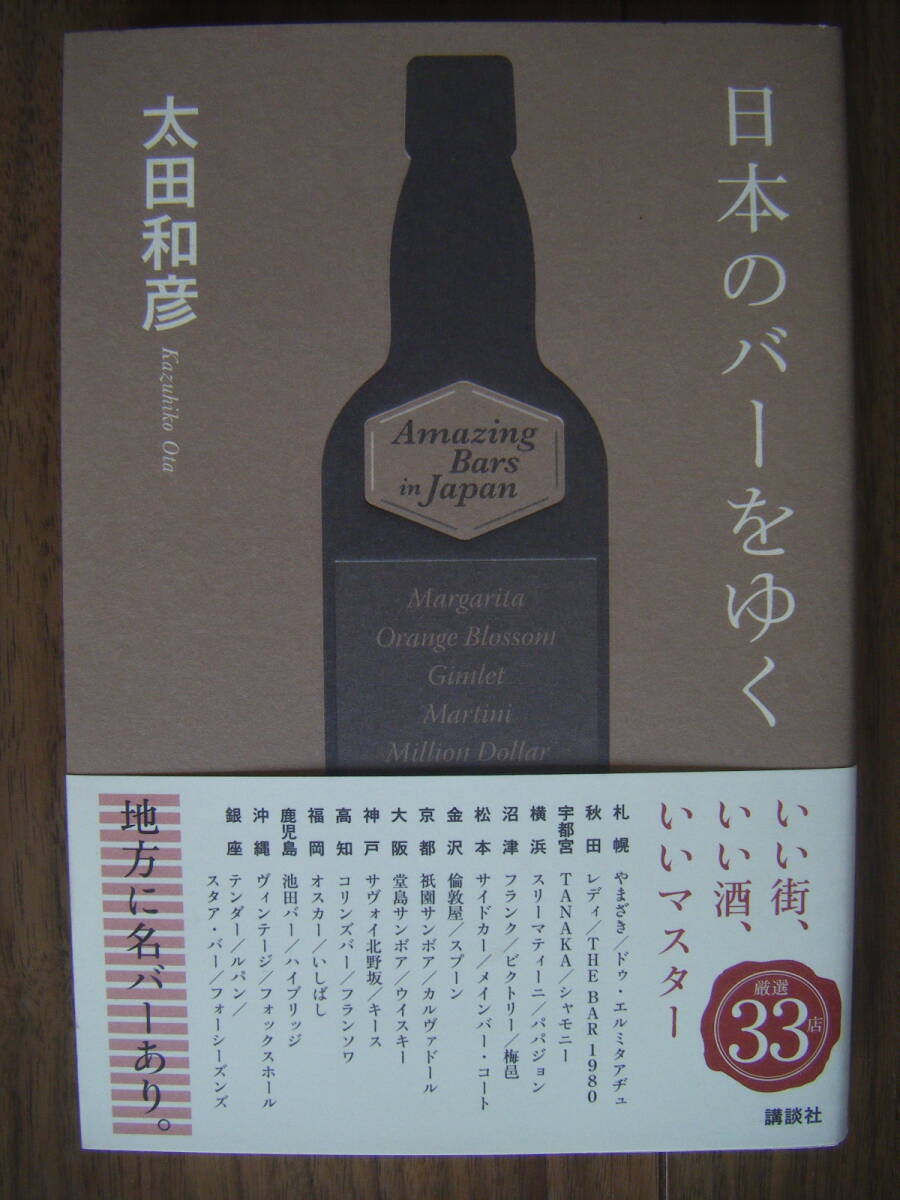 日本のバーをゆく
太田和彦
Kazuhiko Ota
Amazing
Bars
in Japan
Margarita
Orange Blossom
Gimlet
Martini
Million Dollar
いい街、
いい酒、
いいマスター
厳選
33店
講談社
札幌 やまざき/ドゥ・エルミタアヂュ
秋田 レディ/THE BAR 1980
宇都宮 TANAKA/シャモニー
横浜 スリーマティーニ/パパジョン
沼津 フランク/ビクトリー/梅邑
松本 サイドカー/メインバー・コート
金沢 倫敦屋/スプーン
京都 祇園サンボア/カルヴァドール
大阪 堂島サンボア/ウイスキー
神戸 サヴォイ北野坂/キース
高知 コリンズバー/フランソワ
福岡 オスカー/いしばし
鹿児島 池田バー/ハイブリッジ
沖縄 ヴィンテージ/フォックスホール
銀座 テンダー/ルパン/
スタア・バー/フォーシーズンズ
地方に名バーあり。